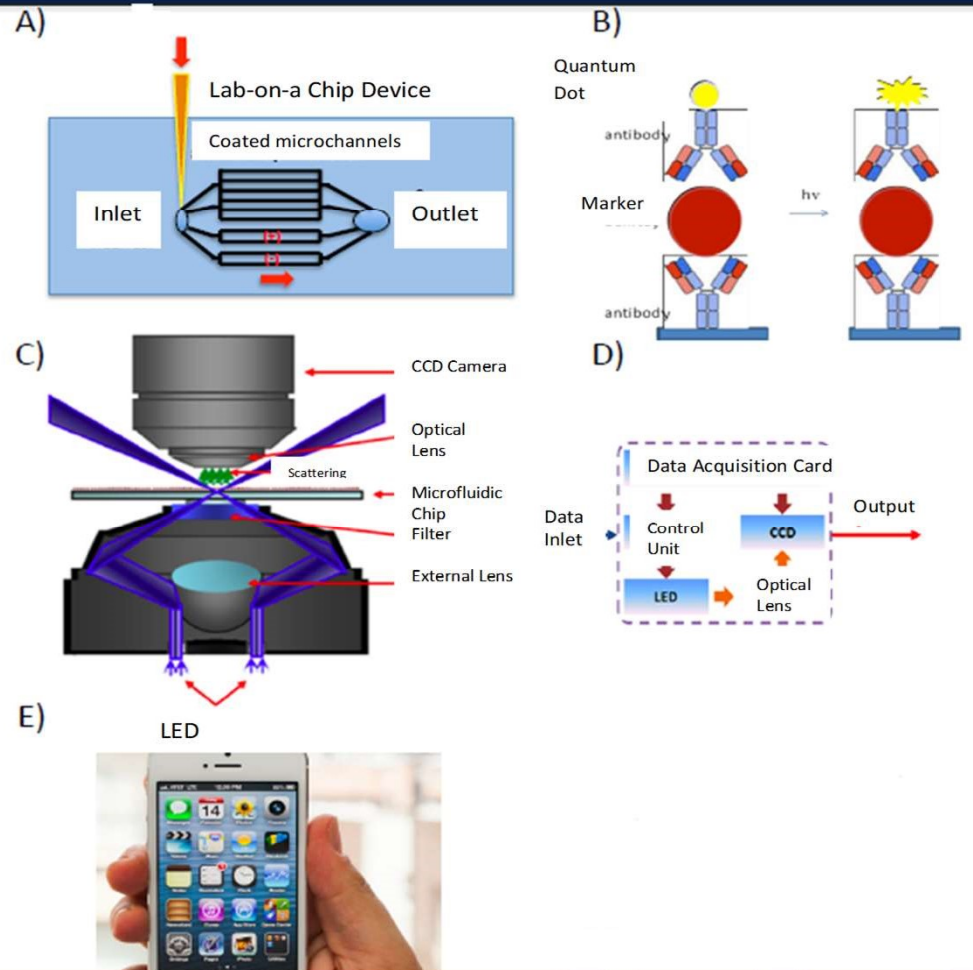 A)
Lab-on-a Chip Device
Coated microchannels
Inlet
Outlet
(+)
(-)
B)
Quantum
Dot
antibody
Marker
hν
antibody
C)
CCD Camera
Optical
Lens
Scattering
Microfluidic
Chip
Filter
External Lens
LED
D)
Data Acquisition Card
Data
Inlet
Control
Unit
CCD
Output
LED
Optical
Lens
E)
14